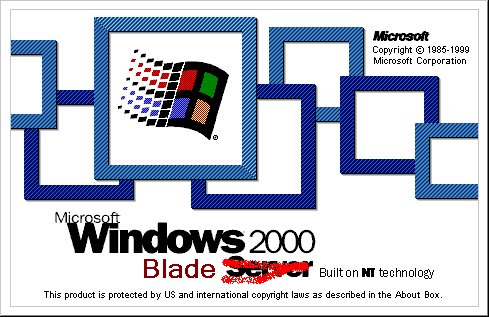 Microsoft
Copyright © 1985-1999
Microsoft Corporation
Microsoft
Windows 2000
Blade Server Built on NT technology
This product is protected by US and international copyright laws as described in the About Box.